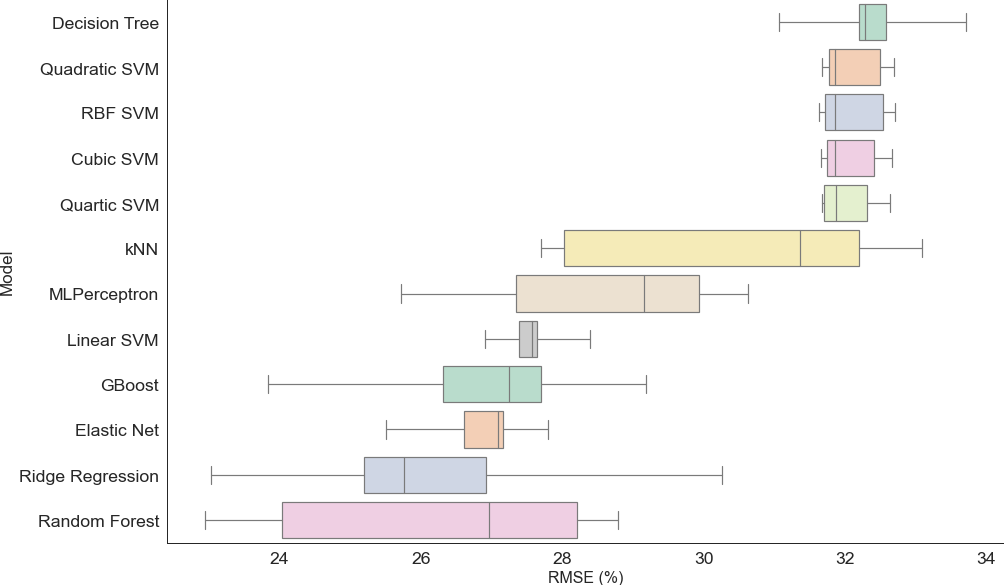 Decision Tree
Quadratic SVM
RBF SVM
Cubic SVM
Quartic SVM
kNN
MLPerceptron
Linear SVM
GBoost
Elastic Net
Ridge Regression
Random Forest
Model
24 26 28 30 32 34
RMSE (%)